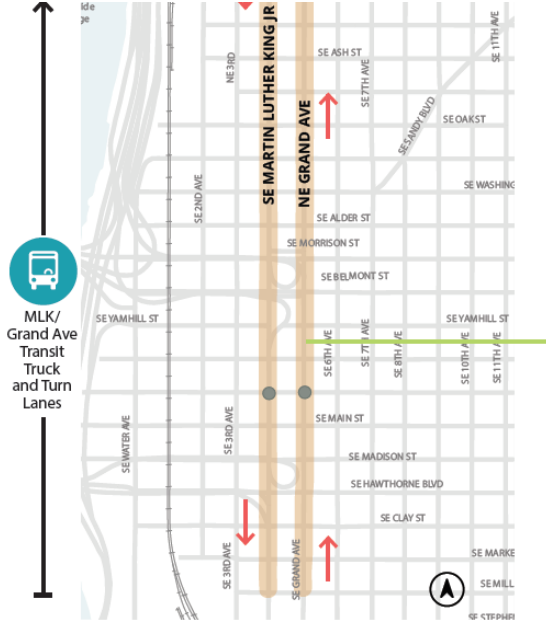 ide
ge
SE MARTIN LUTHER KING JR
NE GRAND AVE
NE 3RD
SE ASH ST
SE 7TH AVE
SE 11TH AVE
SE SANDY BLVD
SE OAK ST
SE WASHING
SE 2ND AVE
SE ALDER ST
SE MORRISON ST
SE BELMONT ST
SE YAMHILL ST
SE YAMHILL ST
MLK/
Grand Ave
Transit
Truck
and Turn
Lanes
SE 6TH AVE
SE 7TH AVE
SE 8TH AVE
SE 10TH AVE
SE 11TH AVE
SE WATER AVE
SE 3RD AVE
SE MAIN ST
SE MADISON ST
SE HAWTHORNE BLVD
SE CLAY ST
SE 3RD AVE
SE GRAND AVE
SE MARKE
SE MILL
SE STEPHE